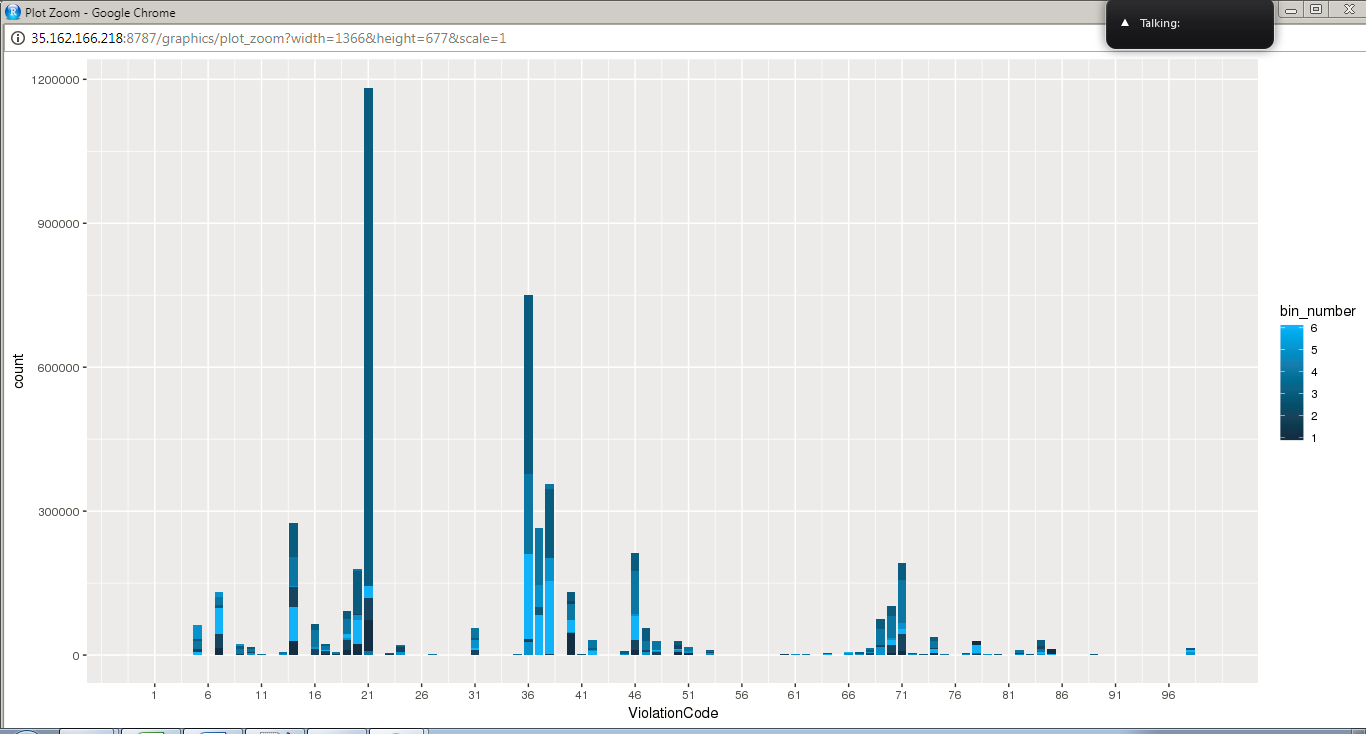 Plot Zoom - Google Chrome
Talking:
35.162.166.218:8787/graphics/plot_zoom?width=1366&height=677&scale=1
1200000
900000
600000
300000
0
count
1 6 11 16 21 26 31 36 41 46 51 56 61 66 71 76 81 86 91 96
ViolationCode
bin_number
6
5
4
3
2
1